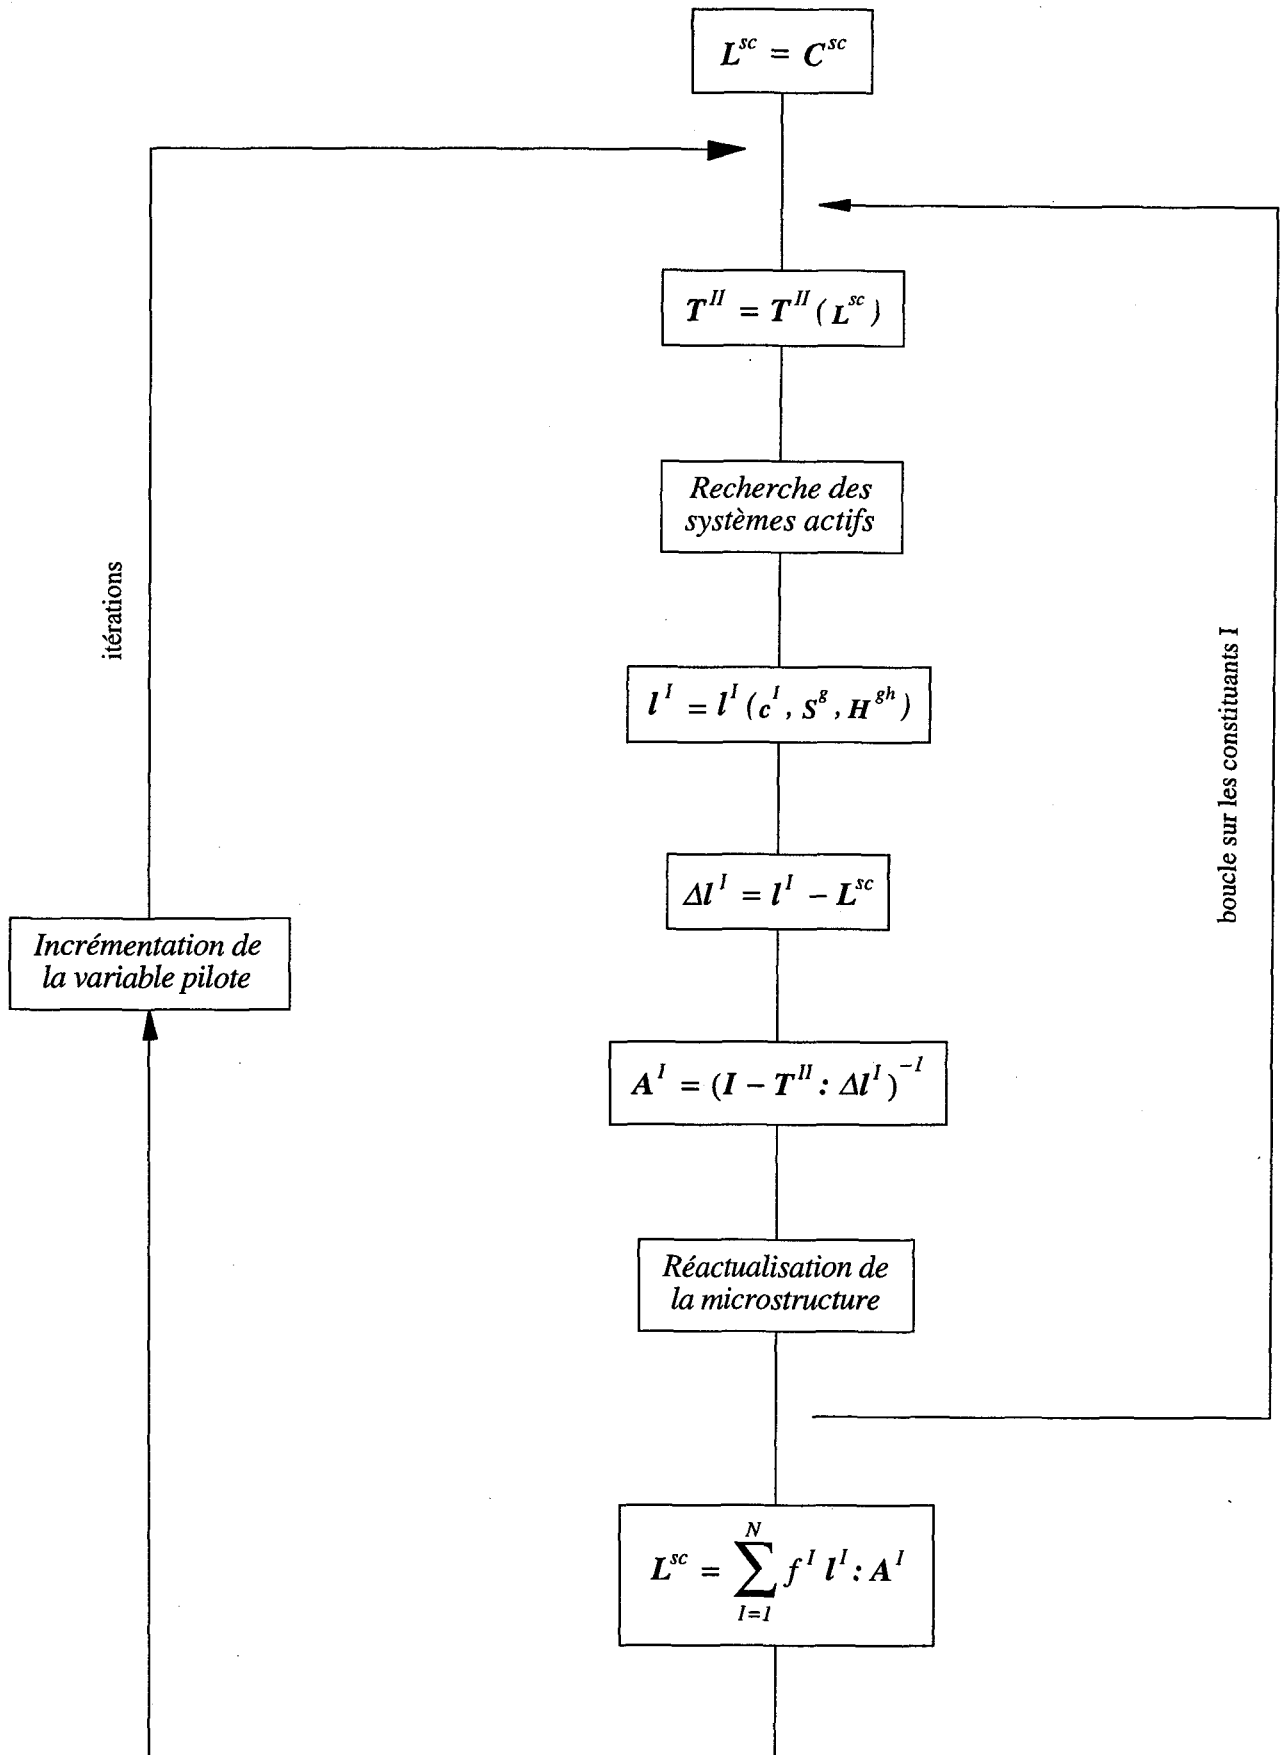 L^sc = C^sc
T^II = T^II ( L^sc )
Recherche des
systèmes actifs
l^I = l^I ( c^I , S^g , H^gh )
Δl^I = l^I − L^sc
A^I = ( I − T^II : Δl^I )^-1
Réactualisation de
la microstructure
L^sc = ∑_{I=1}^{N} f^I l^I : A^I
Incrémentation de
la variable pilote
itérations
boucle sur les constituants I